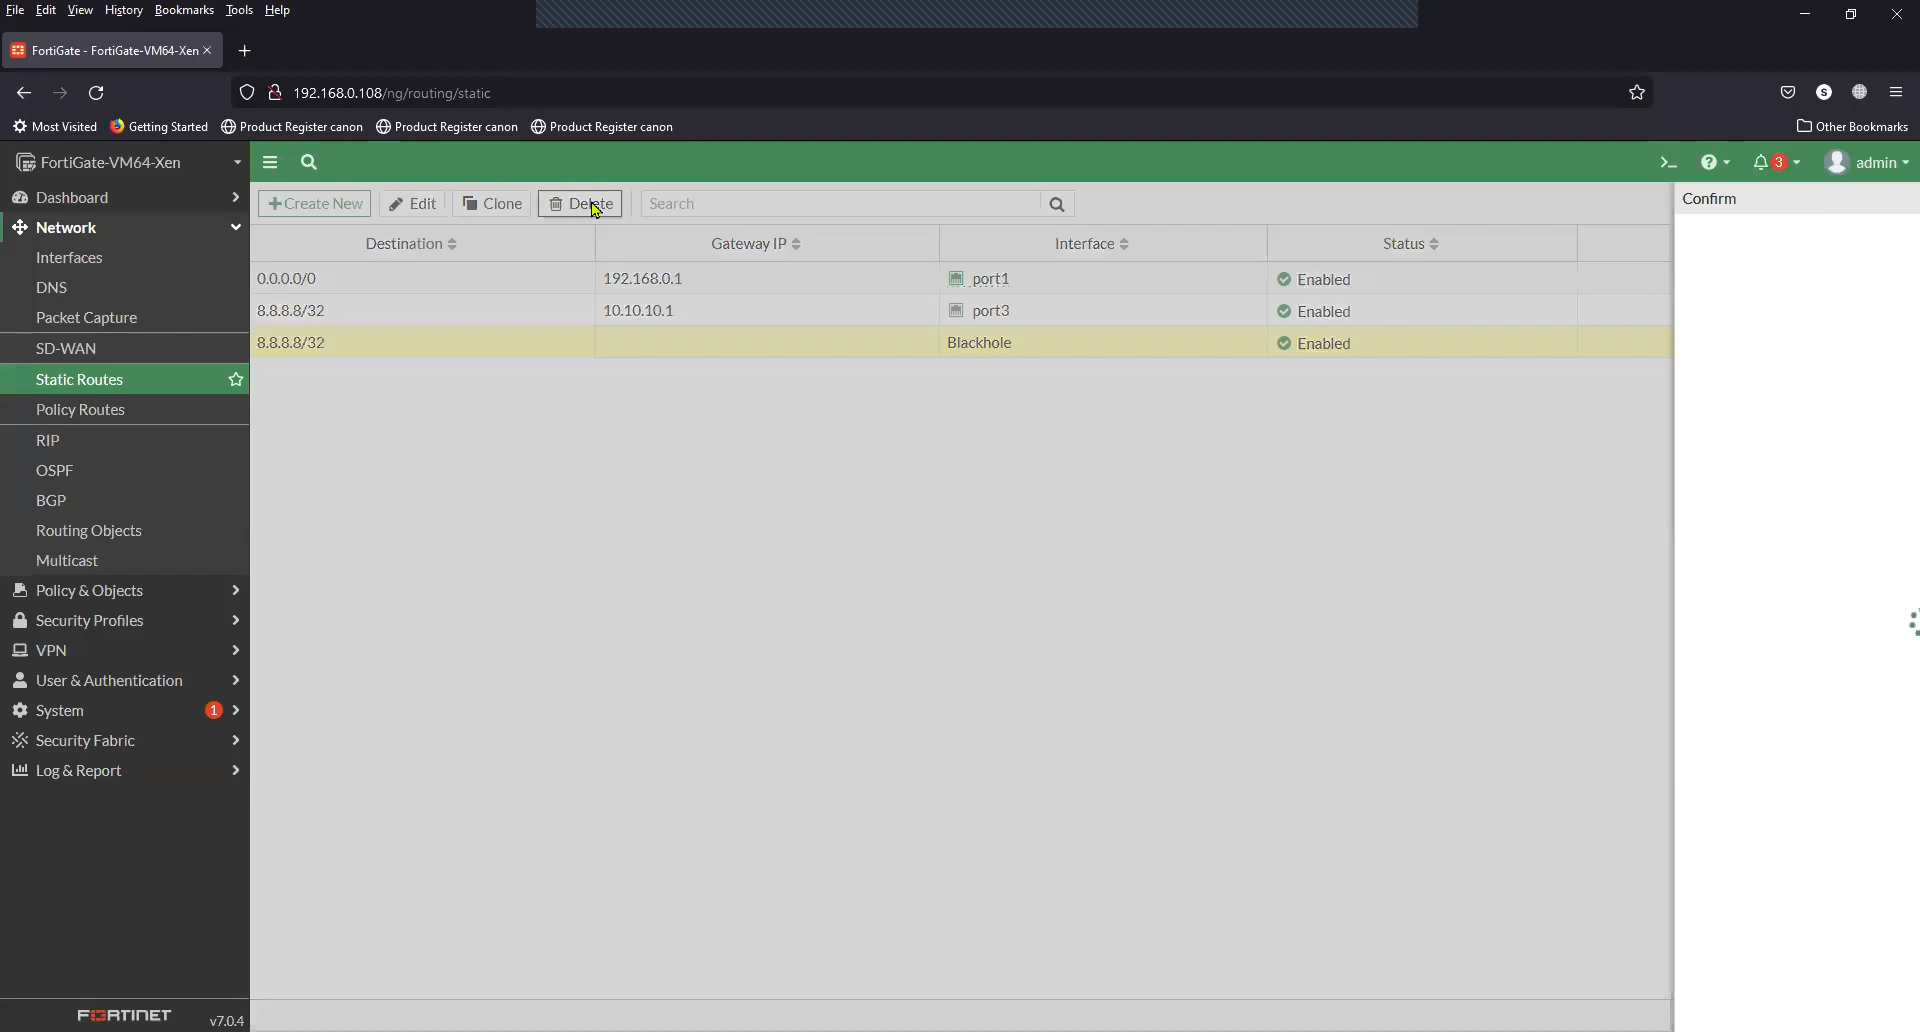 File Edit View History Bookmarks Tools Help
FortiGate - FortiGate-VM64-Xen
192.168.0.108/ng/routing/static
Most Visited Getting Started Product Register canon Product Register canon Product Register canon Other Bookmarks
FortiGate-VM64-Xen 3 admin
Dashboard
Network
Interfaces
DNS
Packet Capture
SD-WAN
Static Routes
Policy Routes
RIP
OSPF
BGP
Routing Objects
Multicast
Policy & Objects
Security Profiles
VPN
User & Authentication
System 1
Security Fabric
Log & Report
FORTINET v7.0.4
Create New Edit Clone Delete Search
Destination Gateway IP Interface Status
0.0.0.0/0 192.168.0.1 port1 Enabled
8.8.8.8/32 10.10.10.1 port3 Enabled
8.8.8.8/32 Blackhole Enabled
Confirm